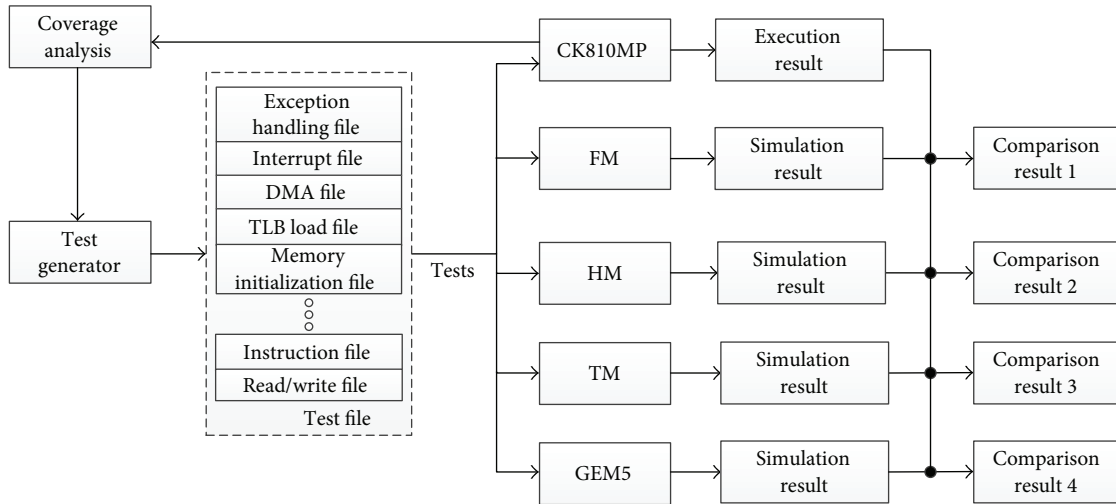 Coverage
analysis
Test
generator
Exception
handling file
Interrupt file
DMA file
TLB load file
Memory
initialization file
Instruction file
Read/write file
Test file
Tests
CK810MP
Execution
result
FM
Simulation
result
Comparison
result 1
HM
Simulation
result
Comparison
result 2
TM
Simulation
result
Comparison
result 3
GEM5
Simulation
result
Comparison
result 4